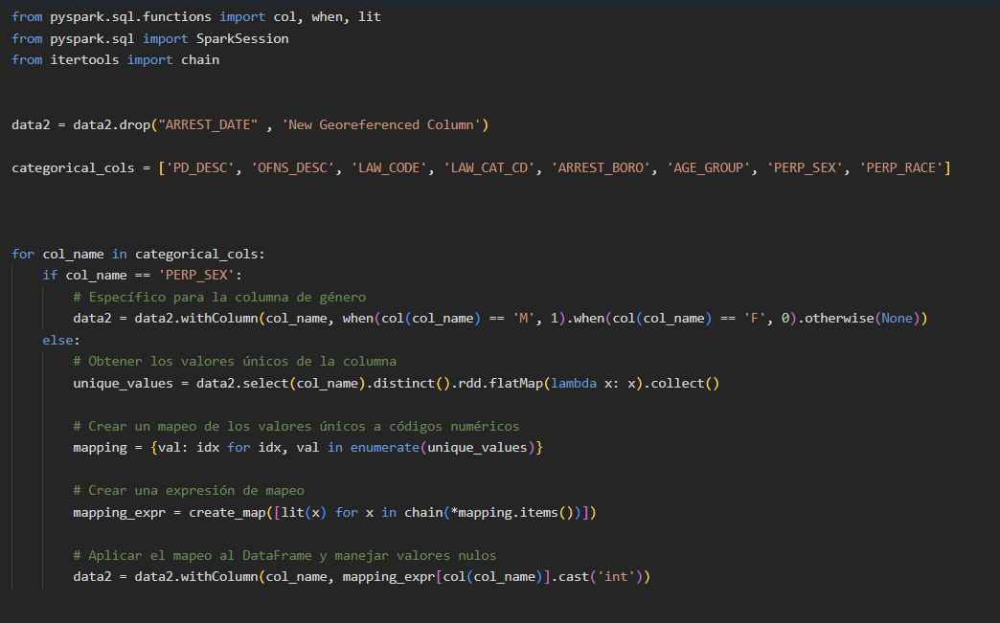 from pyspark.sql.functions import col, when, lit
from pyspark.sql import SparkSession
from itertools import chain
data2 = data2.drop("ARREST_DATE" , 'New Georeferenced Column')
categorical_cols = ['PD_DESC', 'OFNS_DESC', 'LAW_CODE', 'LAW_CAT_CD', 'ARREST_BORO', 'AGE_GROUP', 'PERP_SEX', 'PERP_RACE']
for col_name in categorical_cols:
    if col_name == 'PERP_SEX':
        # Específico para la columna de género
        data2 = data2.withColumn(col_name, when(col(col_name) == 'M', 1).when(col(col_name) == 'F', 0).otherwise(None))
    else:
        # Obtener los valores únicos de la columna
        unique_values = data2.select(col_name).distinct().rdd.flatMap(lambda x: x).collect()
        # Crear un mapeo de los valores únicos a códigos numéricos
        mapping = {val: idx for idx, val in enumerate(unique_values)}
        # Crear una expresión de mapeo
        mapping_expr = create_map([lit(x) for x in chain(*mapping.items())])
        # Aplicar el mapeo al DataFrame y manejar valores nulos
        data2 = data2.withColumn(col_name, mapping_expr[col(col_name)].cast('int'))